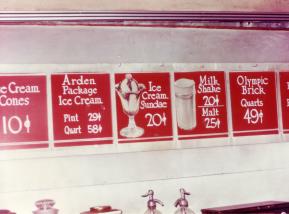 Ice Cream
Cones
10¢
Arden
Package
Ice Cream
Pint 29¢
Quart 58¢
Ice
Cream
Sundae
20¢
Milk
Shake
20¢
Malt
25¢
Olympic
Brick
Quarts
49¢